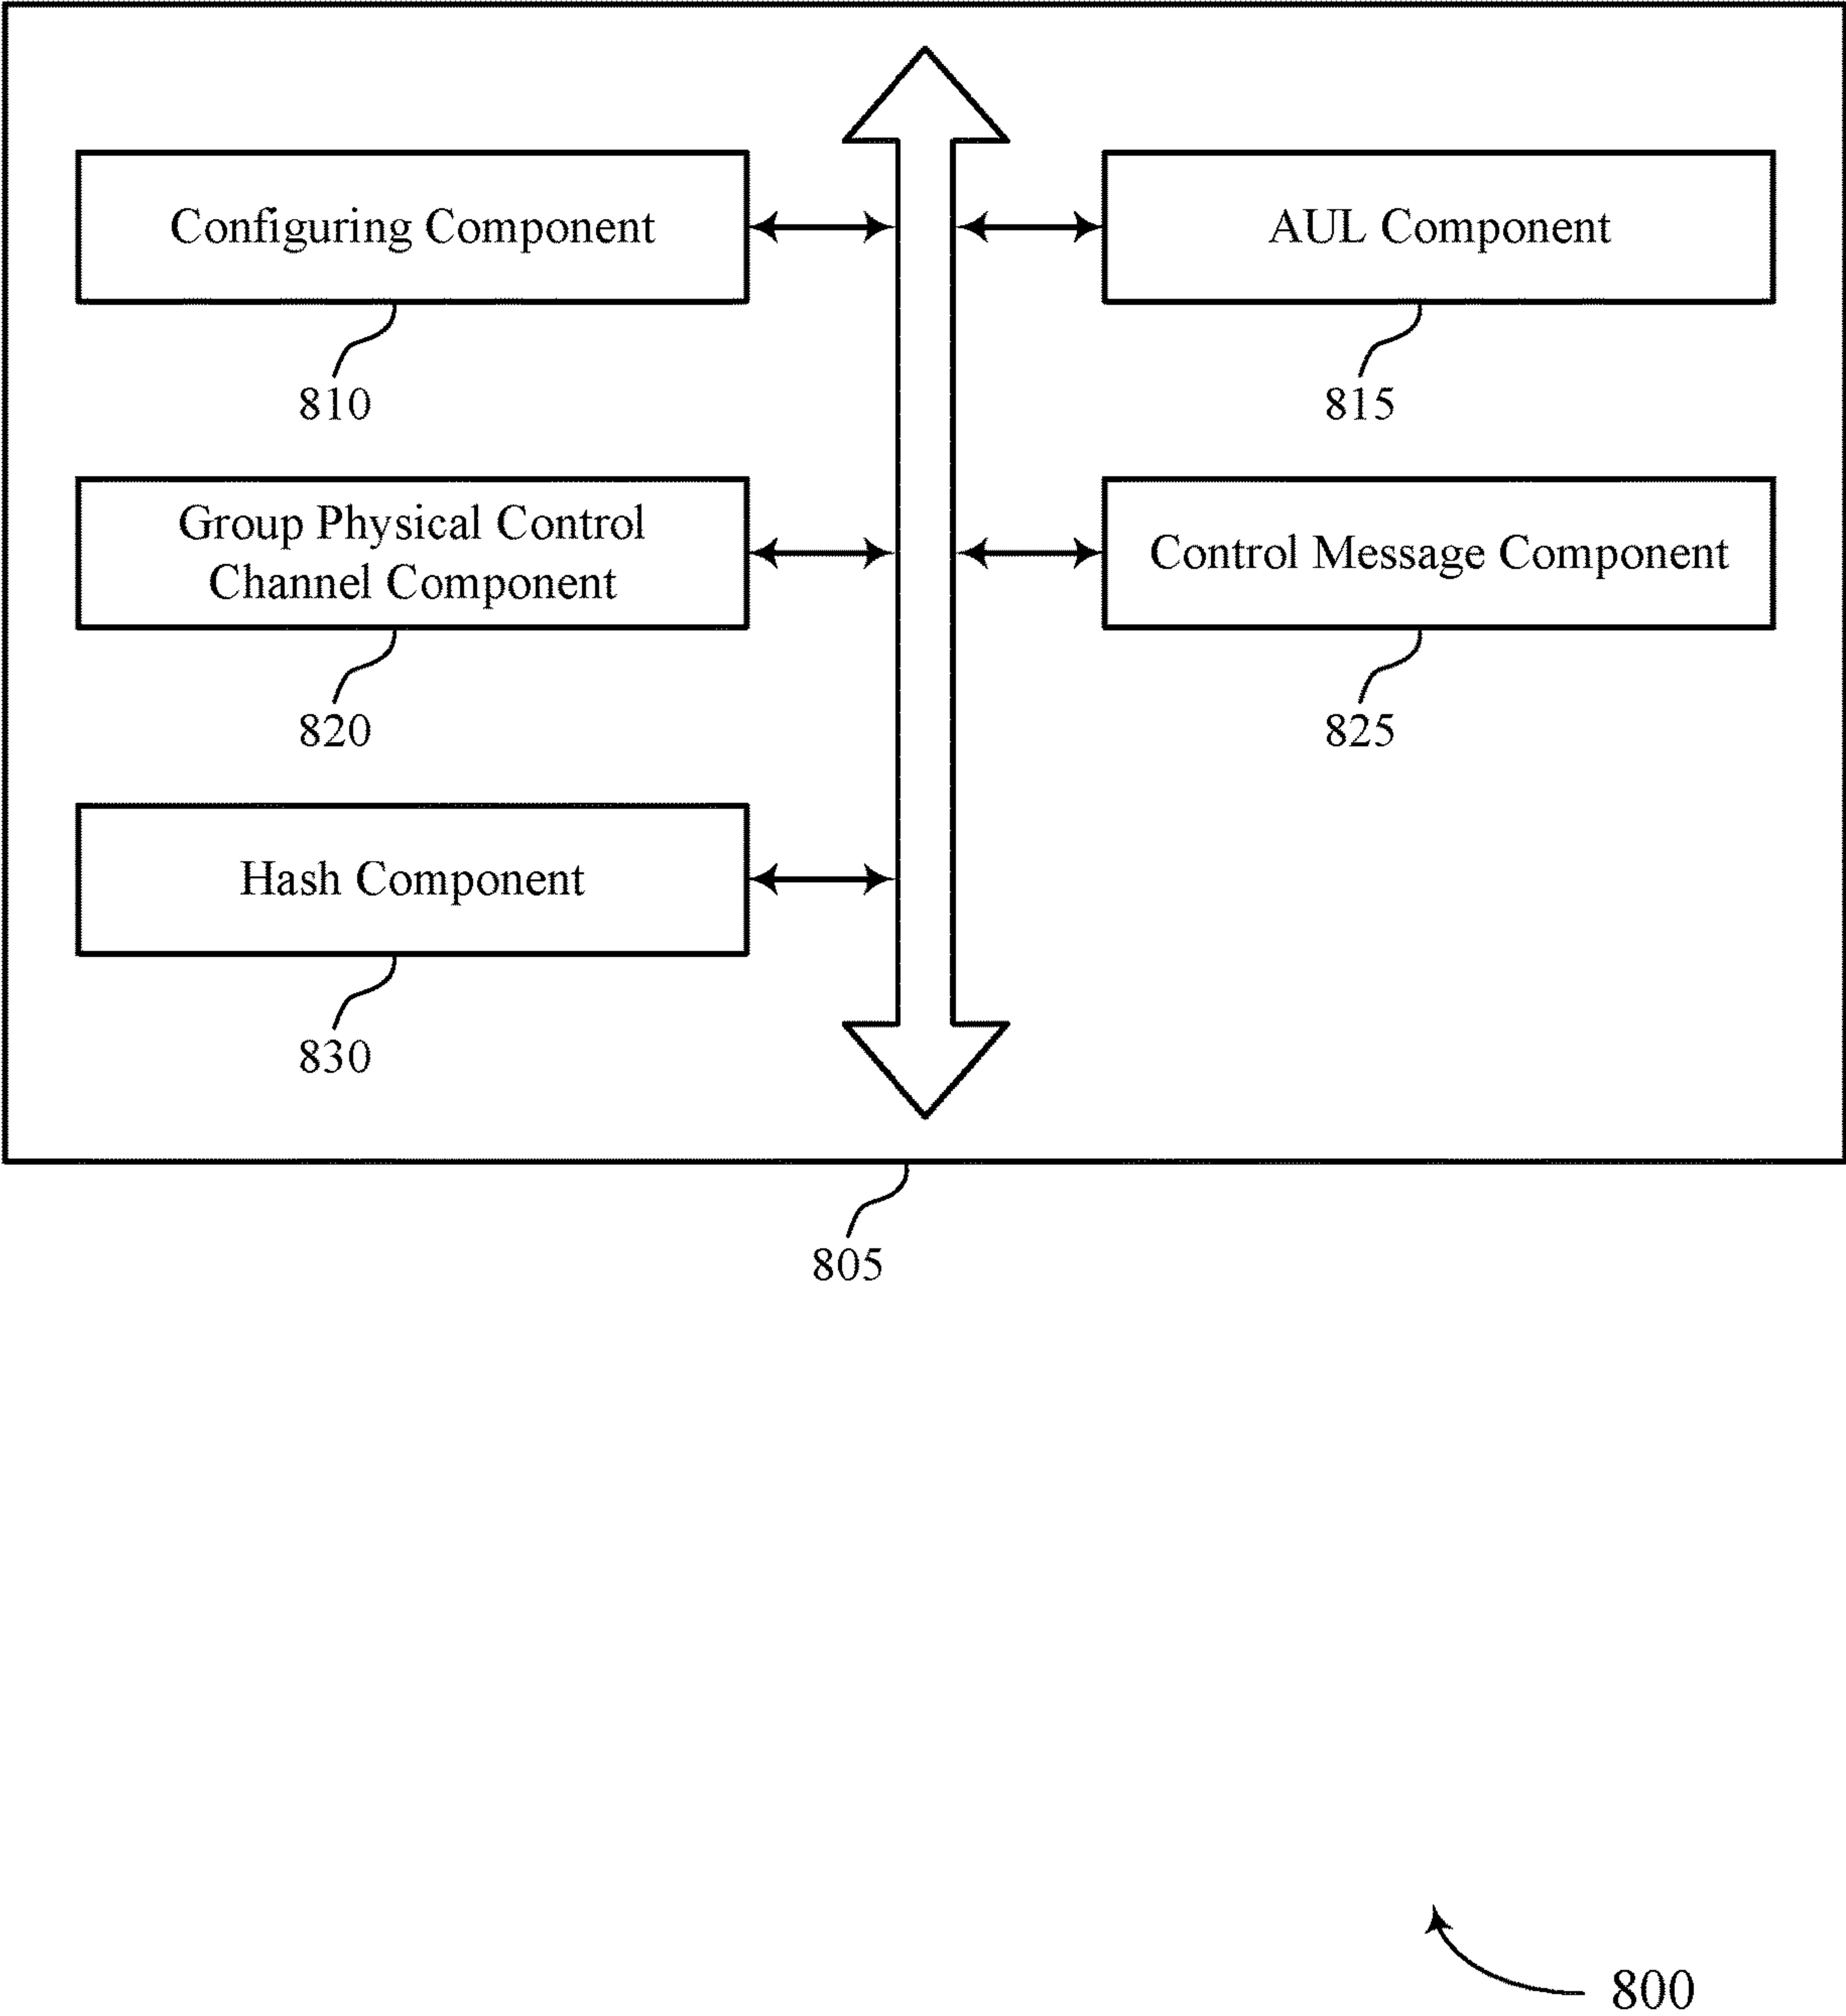 Configuring Component
810
AUL Component
815
Group Physical Control
Channel Component
820
Control Message Component
825
Hash Component
830
805
800